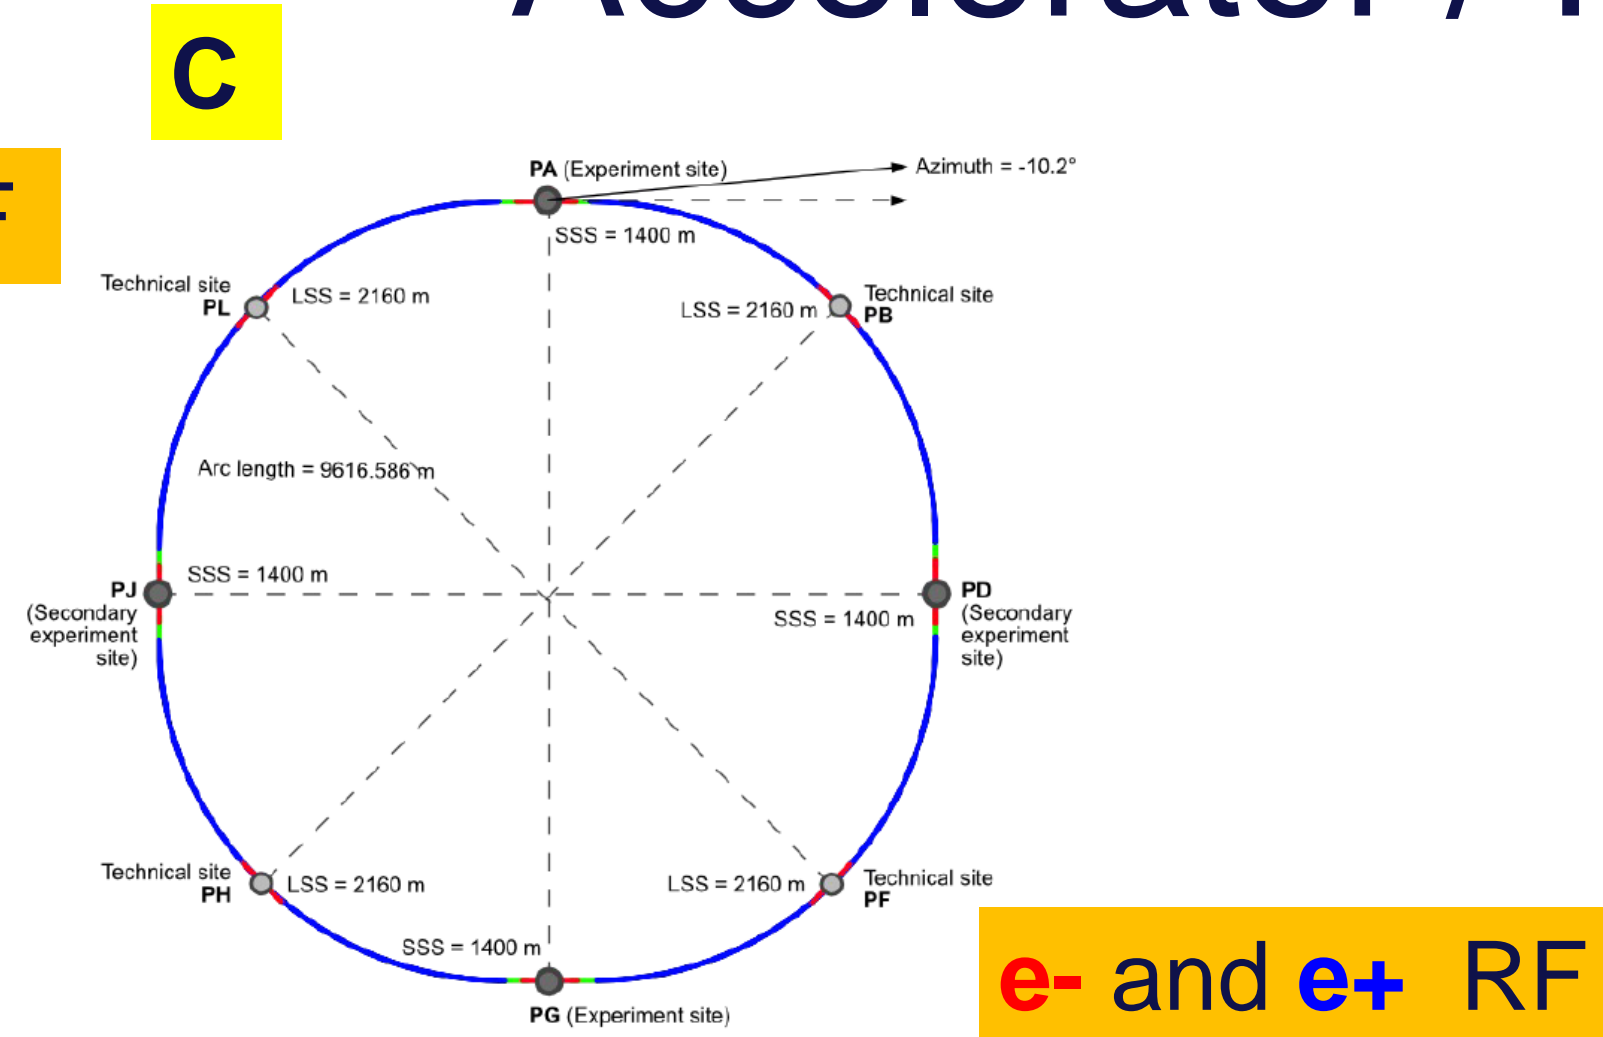 Accelerator /
C
F
PA (Experiment site)
Azimuth = -10.2°
SSS = 1400 m
Technical site
PL
LSS = 2160 m
LSS = 2160 m
Technical site
PB
Arc length = 9616.586 m
PJ
(Secondary
experiment
site)
SSS = 1400 m
SSS = 1400 m
PD
(Secondary
experiment
site)
Technical site
PH
LSS = 2160 m
LSS = 2160 m
Technical site
PF
SSS = 1400 m
PG (Experiment site)
e- and e+ RF